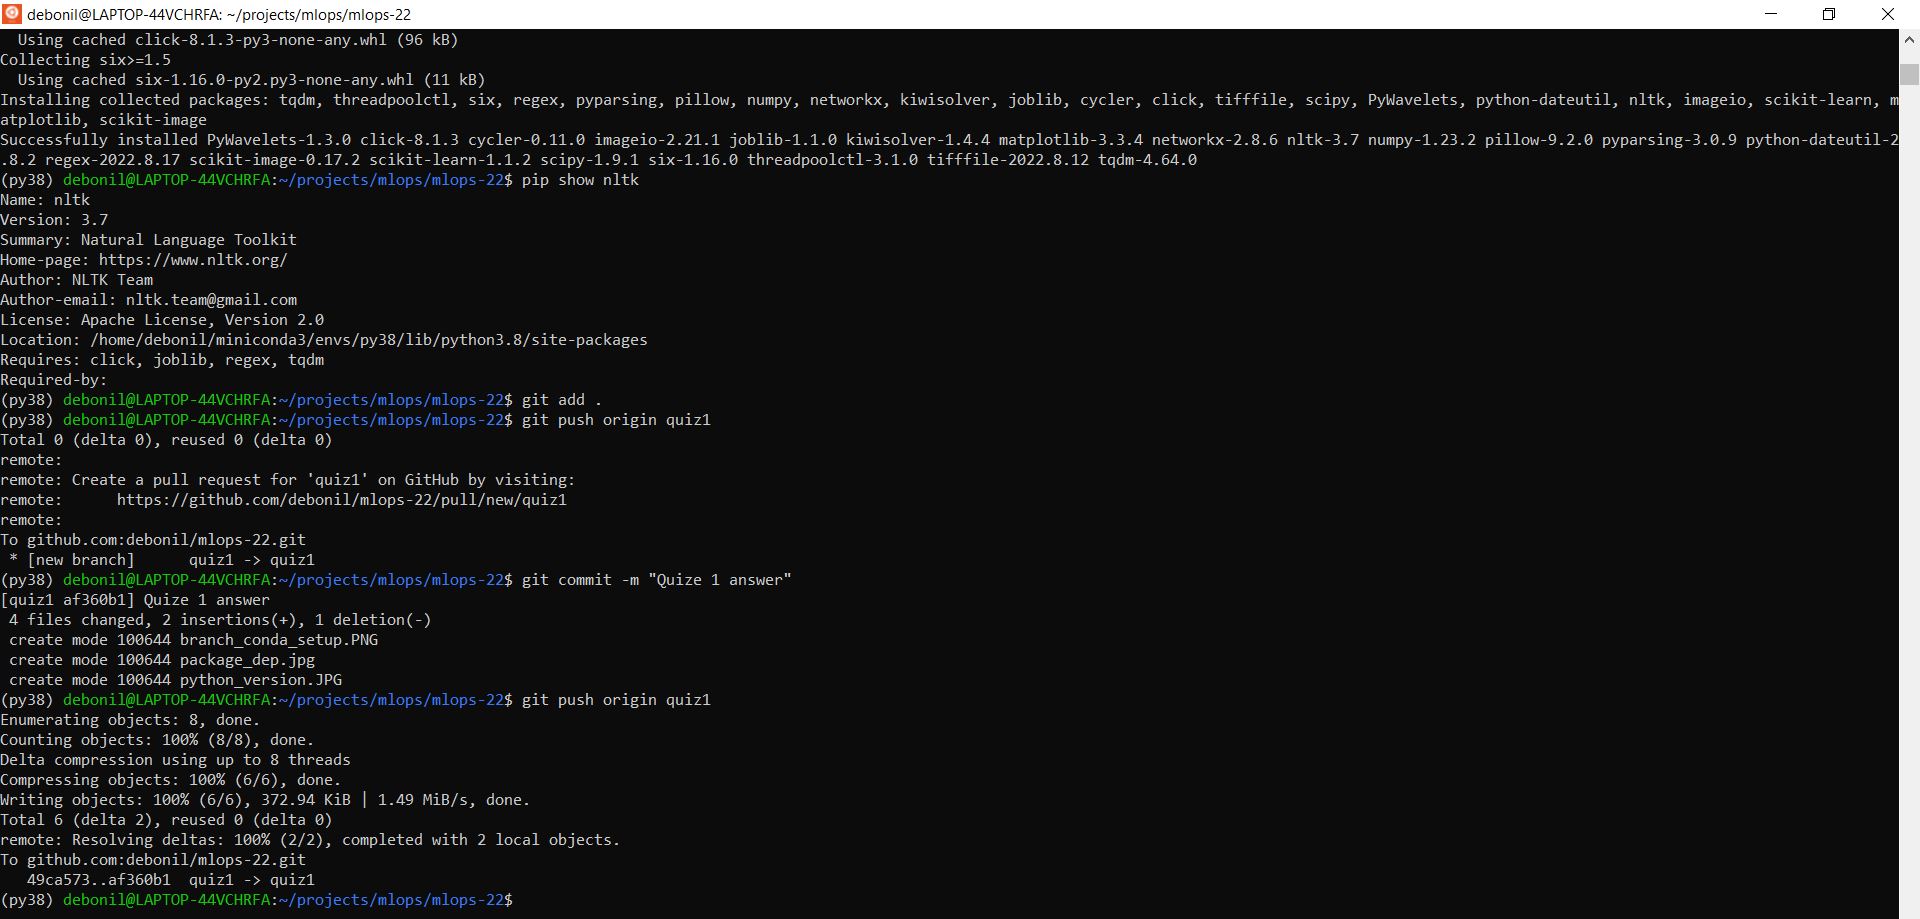 debonil@LAPTOP-44VCHRFA: ~/projects/mlops/mlops-22
  Using cached click-8.1.3-py3-none-any.whl (96 kB)
Collecting six>=1.5
  Using cached six-1.16.0-py2.py3-none-any.whl (11 kB)
Installing collected packages: tqdm, threadpoolctl, six, regex, pyparsing, pillow, numpy, networkx, kiwisolver, joblib, cycler, click, tifffile, scipy, PyWavelets, python-dateutil, nltk, imageio, scikit-learn, m
atplotlib, scikit-image
Successfully installed PyWavelets-1.3.0 click-8.1.3 cycler-0.11.0 imageio-2.21.1 joblib-1.1.0 kiwisolver-1.4.4 matplotlib-3.3.4 networkx-2.8.6 nltk-3.7 numpy-1.23.2 pillow-9.2.0 pyparsing-3.0.9 python-dateutil-2
.8.2 regex-2022.8.17 scikit-image-0.17.2 scikit-learn-1.1.2 scipy-1.9.1 six-1.16.0 threadpoolctl-3.1.0 tifffile-2022.8.12 tqdm-4.64.0
(py38) debonil@LAPTOP-44VCHRFA:~/projects/mlops/mlops-22$ pip show nltk
Name: nltk
Version: 3.7
Summary: Natural Language Toolkit
Home-page: https://www.nltk.org/
Author: NLTK Team
Author-email: nltk.team@gmail.com
License: Apache License, Version 2.0
Location: /home/debonil/miniconda3/envs/py38/lib/python3.8/site-packages
Requires: click, joblib, regex, tqdm
Required-by:
(py38) debonil@LAPTOP-44VCHRFA:~/projects/mlops/mlops-22$ git add .
(py38) debonil@LAPTOP-44VCHRFA:~/projects/mlops/mlops-22$ git push origin quiz1
Total 0 (delta 0), reused 0 (delta 0)
remote:
remote: Create a pull request for 'quiz1' on GitHub by visiting:
remote:      https://github.com/debonil/mlops-22/pull/new/quiz1
remote:
To github.com:debonil/mlops-22.git
 * [new branch]      quiz1 -> quiz1
(py38) debonil@LAPTOP-44VCHRFA:~/projects/mlops/mlops-22$ git commit -m "Quize 1 answer"
[quiz1 af360b1] Quize 1 answer
 4 files changed, 2 insertions(+), 1 deletion(-)
 create mode 100644 branch_conda_setup.PNG
 create mode 100644 package_dep.jpg
 create mode 100644 python_version.JPG
(py38) debonil@LAPTOP-44VCHRFA:~/projects/mlops/mlops-22$ git push origin quiz1
Enumerating objects: 8, done.
Counting objects: 100% (8/8), done.
Delta compression using up to 8 threads
Compressing objects: 100% (6/6), done.
Writing objects: 100% (6/6), 372.94 KiB | 1.49 MiB/s, done.
Total 6 (delta 2), reused 0 (delta 0)
remote: Resolving deltas: 100% (2/2), completed with 2 local objects.
To github.com:debonil/mlops-22.git
   49ca573..af360b1  quiz1 -> quiz1
(py38) debonil@LAPTOP-44VCHRFA:~/projects/mlops/mlops-22$